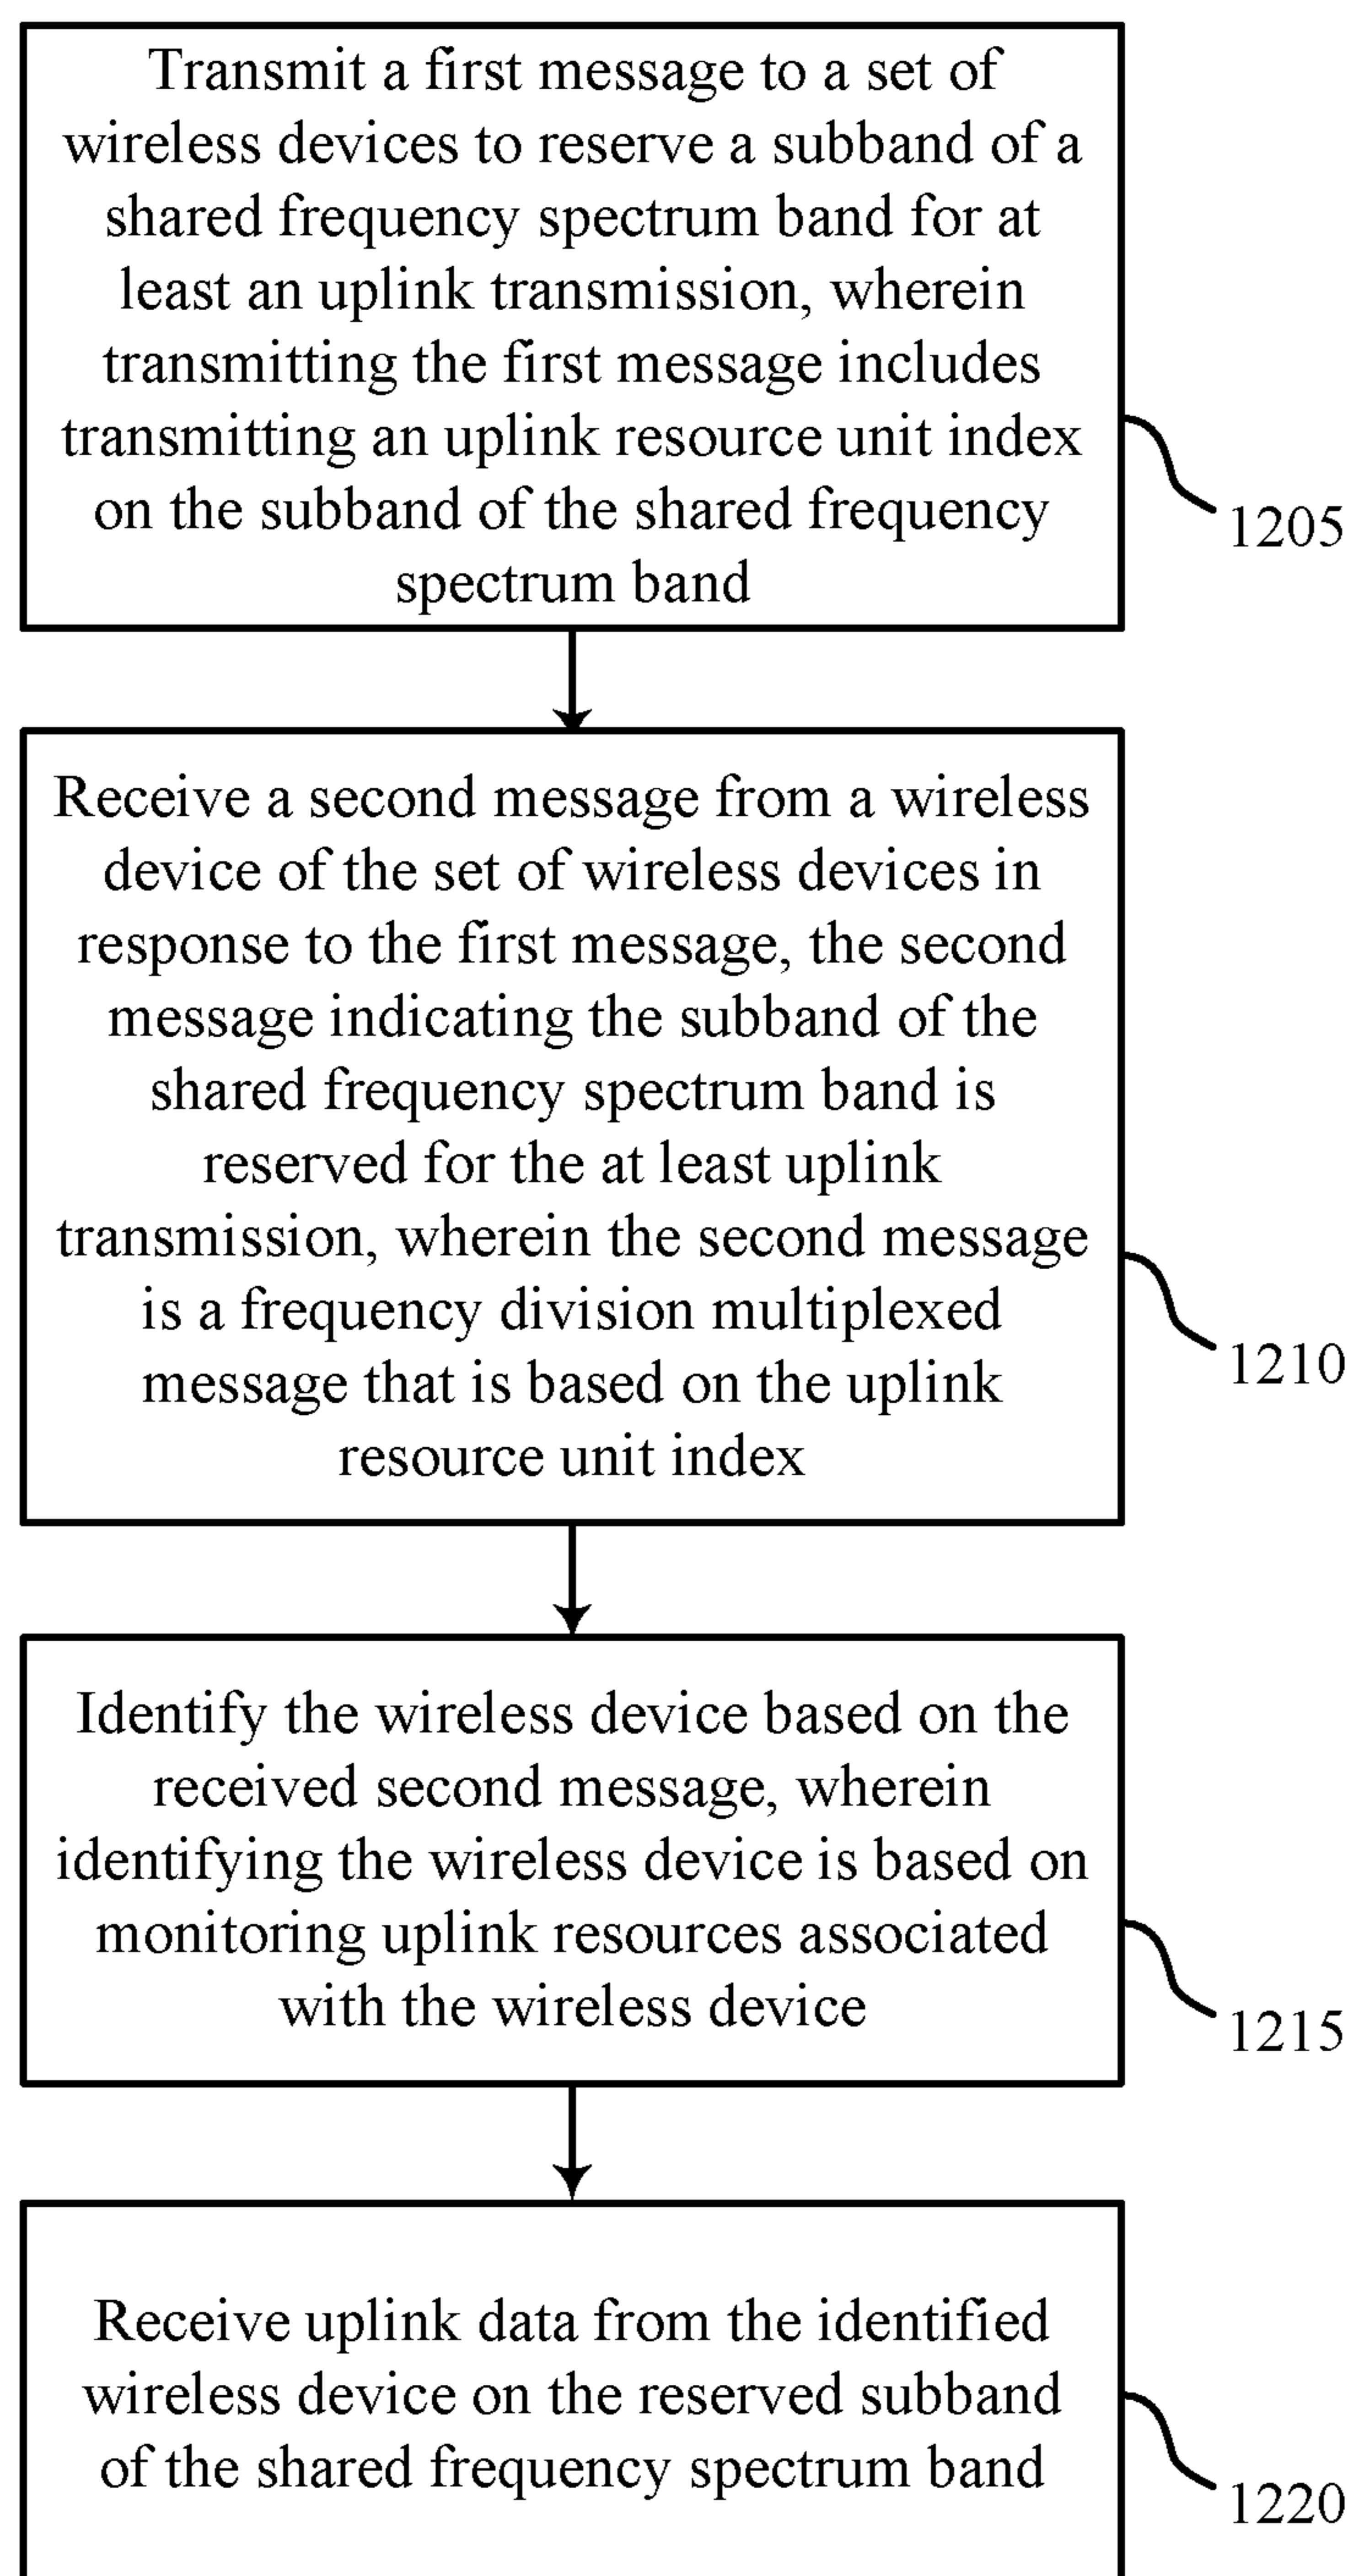 Transmit a first message to a set of
wireless devices to reserve a subband of a
shared frequency spectrum band for at
least an uplink transmission, wherein
transmitting the first message includes
transmitting an uplink resource unit index
on the subband of the shared frequency
spectrum band
1205
Receive a second message from a wireless
device of the set of wireless devices in
response to the first message, the second
message indicating the subband of the
shared frequency spectrum band is
reserved for the at least uplink
transmission, wherein the second message
is a frequency division multiplexed
message that is based on the uplink
resource unit index
1210
Identify the wireless device based on the
received second message, wherein
identifying the wireless device is based on
monitoring uplink resources associated
with the wireless device
1215
Receive uplink data from the identified
wireless device on the reserved subband
of the shared frequency spectrum band
1220